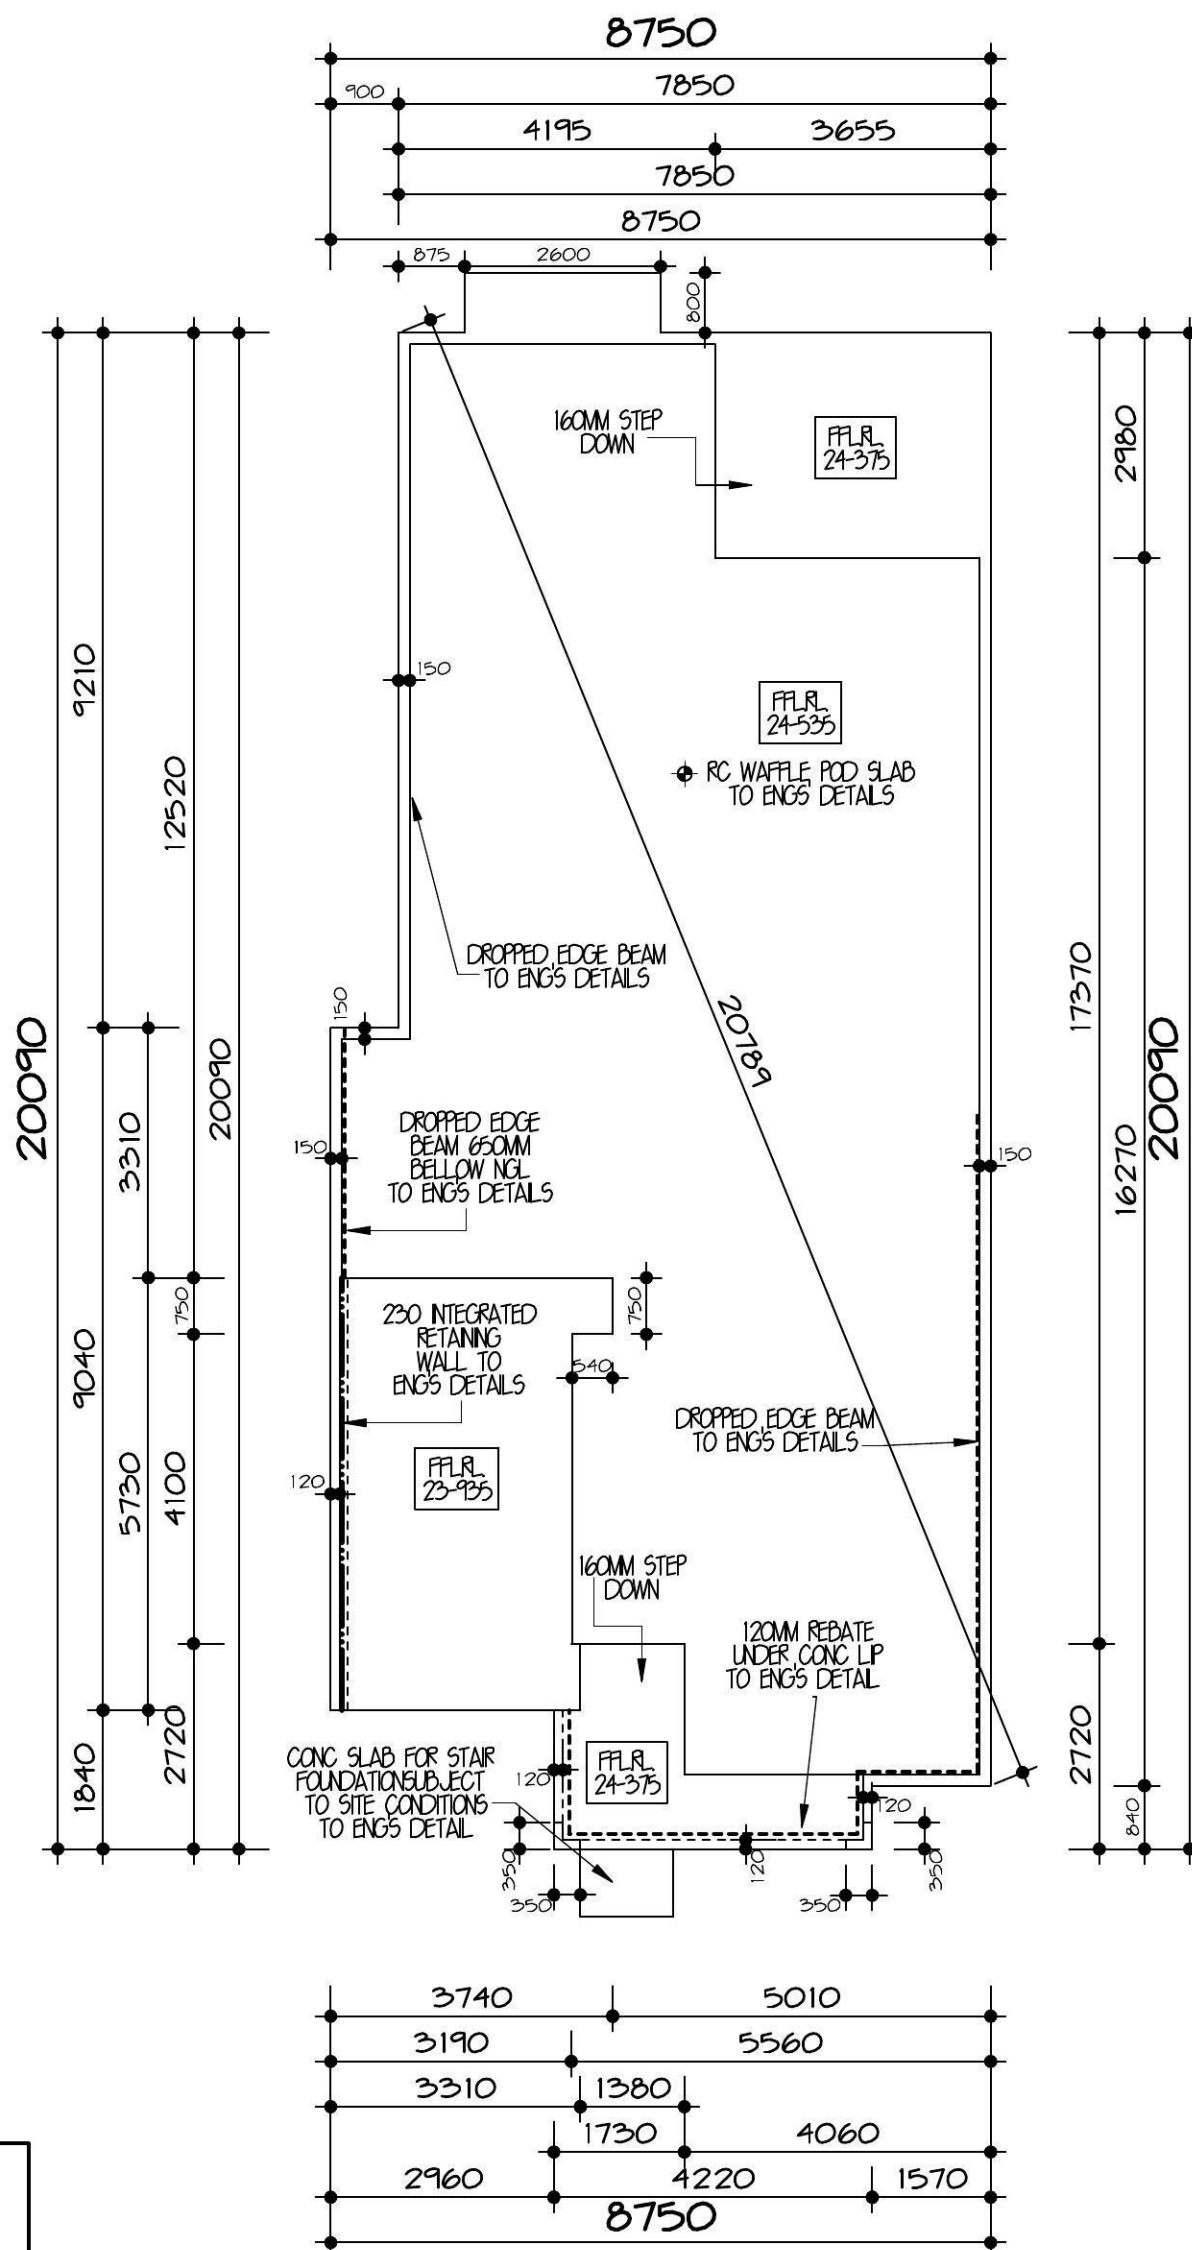 8750
900
7850
4195
3655
7850
8750
875
2600
800
160MM STEP
DOWN
FFL.RL.
24-375
2980
9210
150
FFL.RL.
24-535
RC WAFFLE POD SLAB
TO ENG'S DETAILS
12520
DROPPED EDGE BEAM
TO ENG'S DETAILS
17370
150
20789
20090
20090
20090
3310
DROPPED EDGE
BEAM 650MM
BELLOW NGL
TO ENG'S DETAILS
150
150
16270
750
230 INTEGRATED
RETAINING
WALL TO
ENG'S DETAILS
750
540
9040
DROPPED EDGE BEAM
TO ENG'S DETAILS
FFL.RL.
23-935
120
5730
4100
160MM STEP
DOWN
120MM REBATE
UNDER CONC LIP
TO ENG'S DETAIL
2720
2720
1840
CONC SLAB FOR STAIR
FOUNDATIONSUBJECT
TO SITE CONDITIONS
TO ENG'S DETAIL
120
FFL.RL.
24-375
120
840
350
120
350
350
350
3740
5010
3190
5560
3310
1380
1730
4060
2960
4220
1570
8750